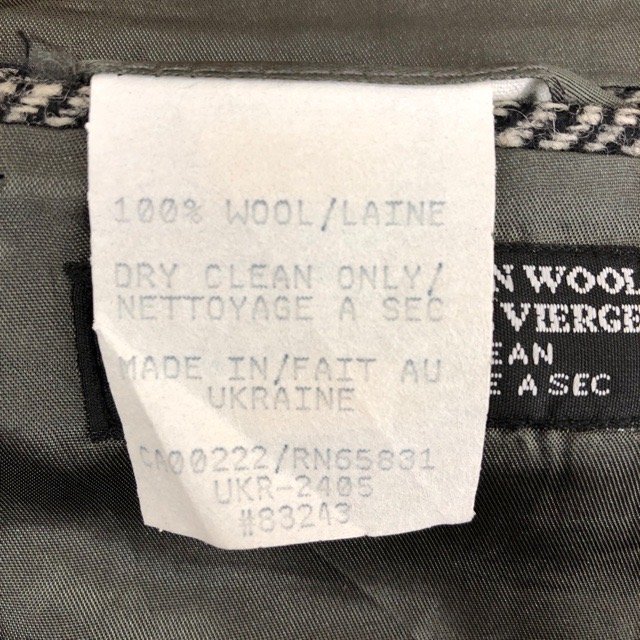 100% WOOL/LAINE
DRY CLEAN ONLY/
NETTOYAGE A SEC
MADE IN/FAIT AU
UKRAINE
CA00222/RN65831
UKR-2405
#83243
N WOOL
VIERGE
EAN
E A SEC